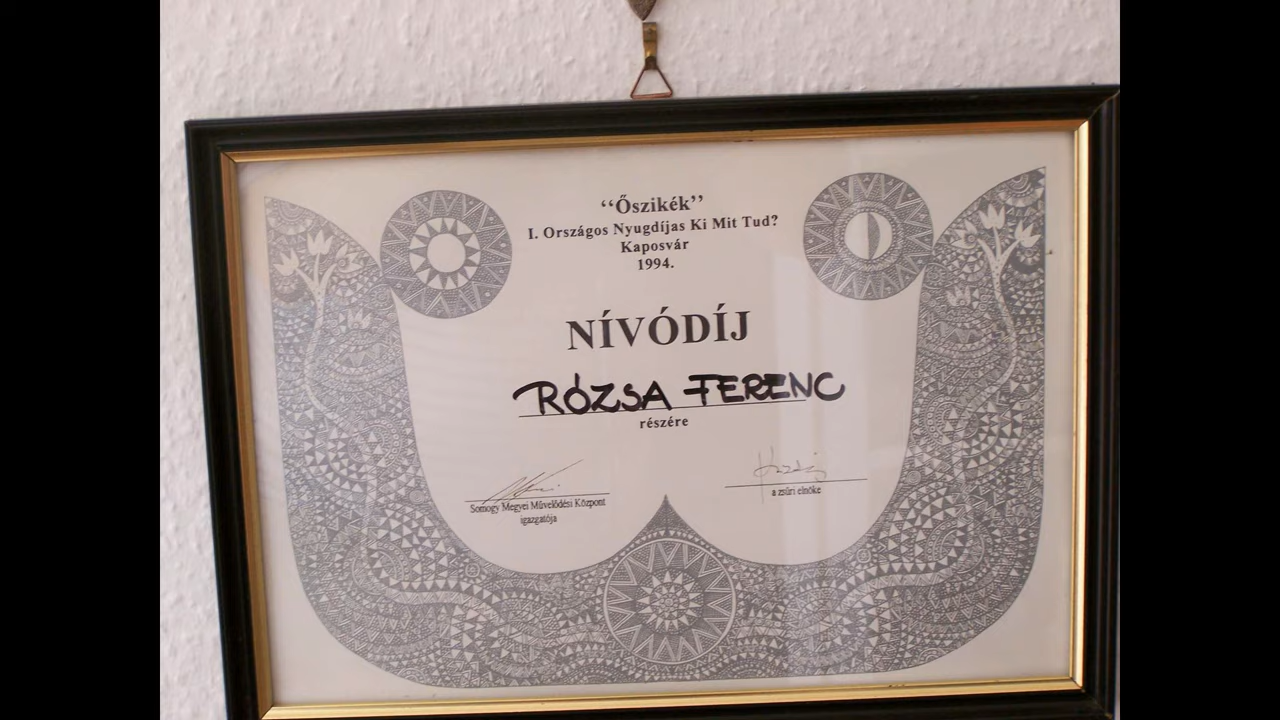 “Őszikék”
I. Országos Nyugdíjas Ki Mit Tud?
Kaposvár
1994.
NÍVÓDÍJ
RÓZSA FERENC
részére
Somogy Megyei Művelődési Központ
igazgatója
a zsűri elnöke